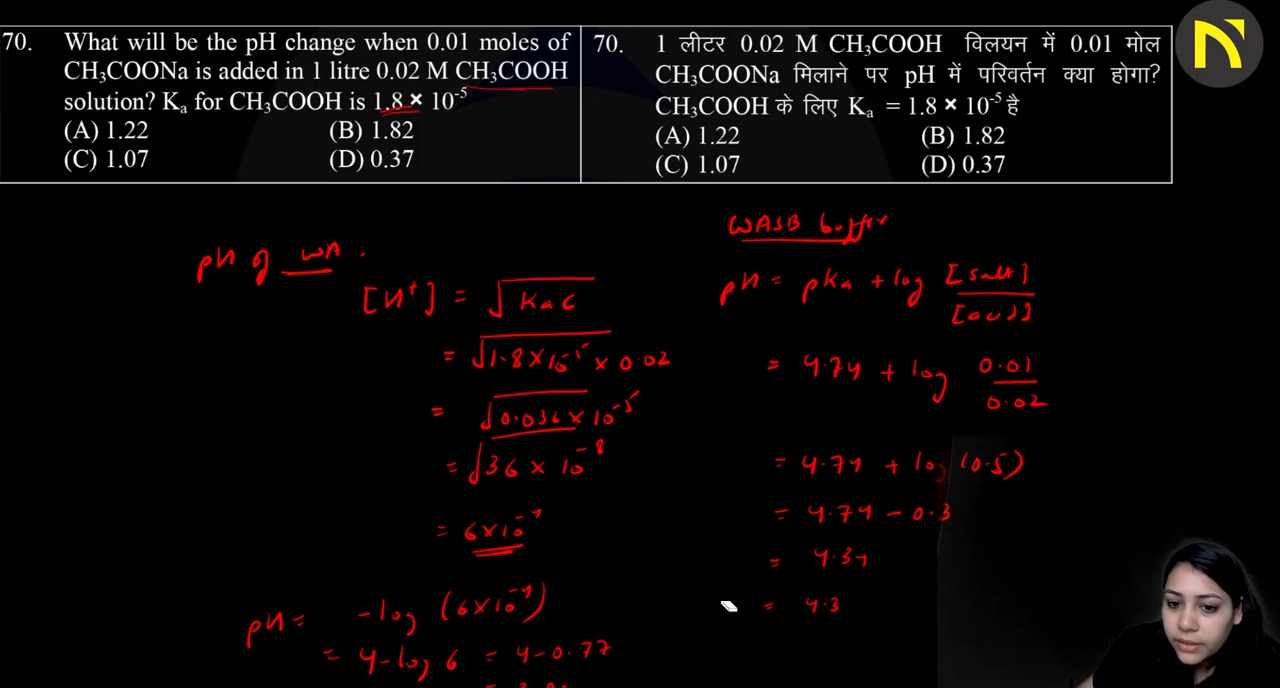 70. What will be the pH change when 0.01 moles of
CH₃COONa is added in 1 litre 0.02 M CH₃COOH
solution? Kₐ for CH₃COOH is 1.8 × 10⁻⁵
(A) 1.22 (B) 1.82
(C) 1.07 (D) 0.37
70. 1 लीटर 0.02 M CH₃COOH विलयन में 0.01 मोल
CH₃COONa मिलाने पर pH में परिवर्तन क्या होगा?
CH₃COOH के लिए Kₐ = 1.8 × 10⁻⁵ है
(A) 1.22 (B) 1.82
(C) 1.07 (D) 0.37
pH of WA :
[H⁺] = √KaC
= √1.8×10⁻⁵ × 0.02
= √0.036×10⁻⁵
= √36×10⁻⁸
= 6×10⁻⁴
pH = -log (6×10⁻⁴)
= 4-log 6 = 4-0.77
WASB buffer
pH = pKa + log [salt]/[acid]
= 4.74 + log 0.01/0.02
= 4.74 + log (0.5)
= 4.74 - 0.3
= 4.34
= 4.3